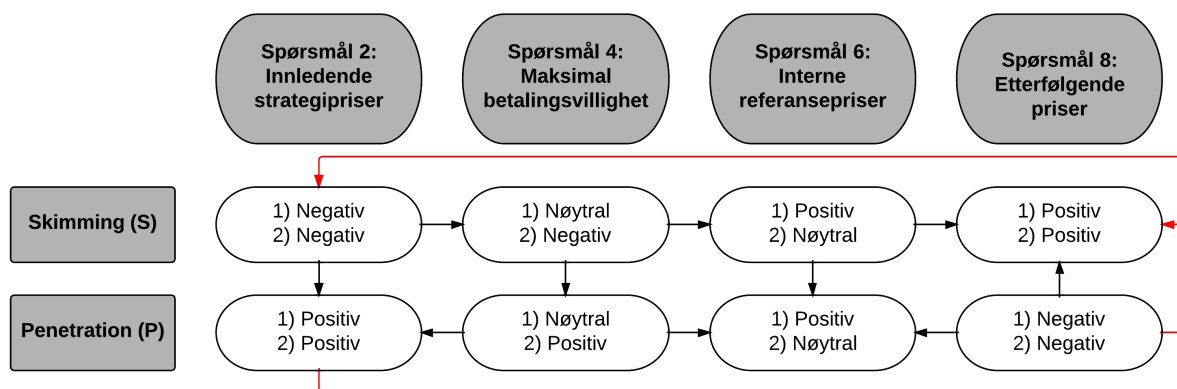 Spørsmål 2:
Innledende
strategipriser
Spørsmål 4:
Maksimal
betalingsvillighet
Spørsmål 6:
Interne
referansepriser
Spørsmål 8:
Etterfølgende
priser
Skimming (S)
1) Negativ
2) Negativ
1) Nøytral
2) Negativ
1) Positiv
2) Nøytral
1) Positiv
2) Positiv
Penetration (P)
1) Positiv
2) Positiv
1) Nøytral
2) Positiv
1) Positiv
2) Nøytral
1) Negativ
2) Negativ